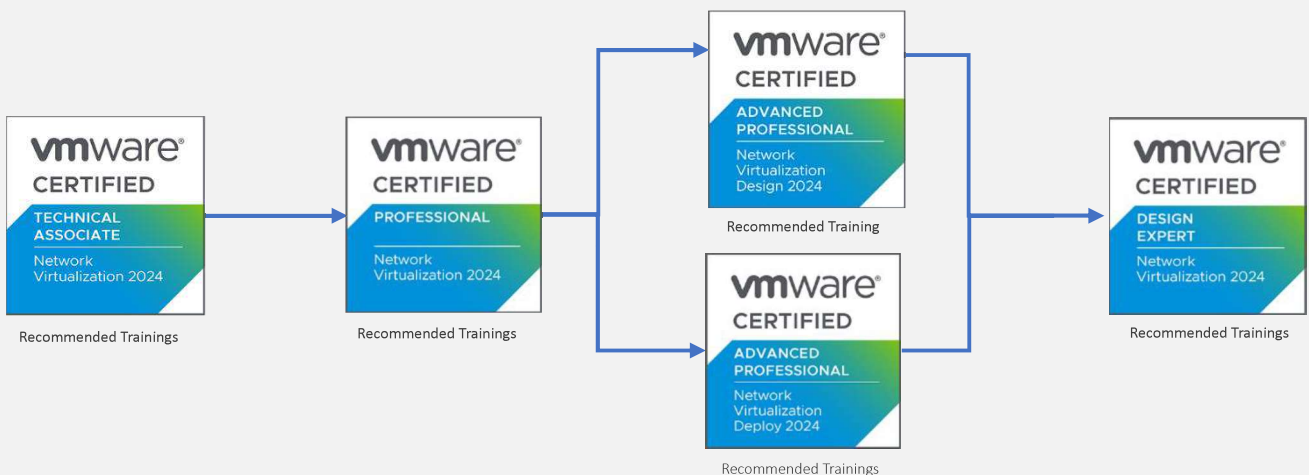 vmware®
CERTIFIED
TECHNICAL
ASSOCIATE
Network
Virtualization 2024
Recommended Trainings
vmware®
CERTIFIED
PROFESSIONAL
Network
Virtualization 2024
Recommended Trainings
vmware®
CERTIFIED
ADVANCED
PROFESSIONAL
Network
Virtualization
Design 2024
Recommended Training
vmware®
CERTIFIED
ADVANCED
PROFESSIONAL
Network
Virtualization
Deploy 2024
Recommended Trainings
vmware®
CERTIFIED
DESIGN
EXPERT
Network
Virtualization 2024
Recommended Trainings